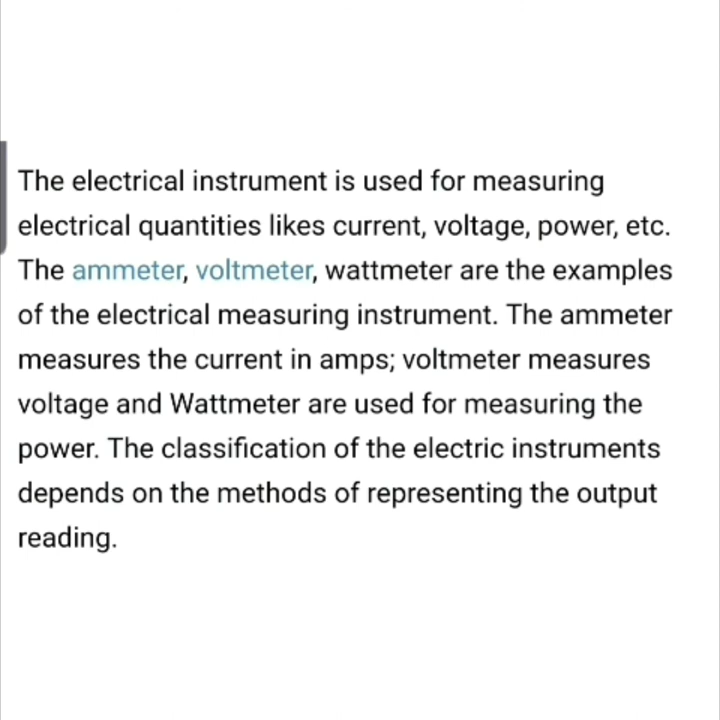 The electrical instrument is used for measuring
electrical quantities likes current, voltage, power, etc.
The ammeter, voltmeter, wattmeter are the examples
of the electrical measuring instrument. The ammeter
measures the current in amps; voltmeter measures
voltage and Wattmeter are used for measuring the
power. The classification of the electric instruments
depends on the methods of representing the output
reading.